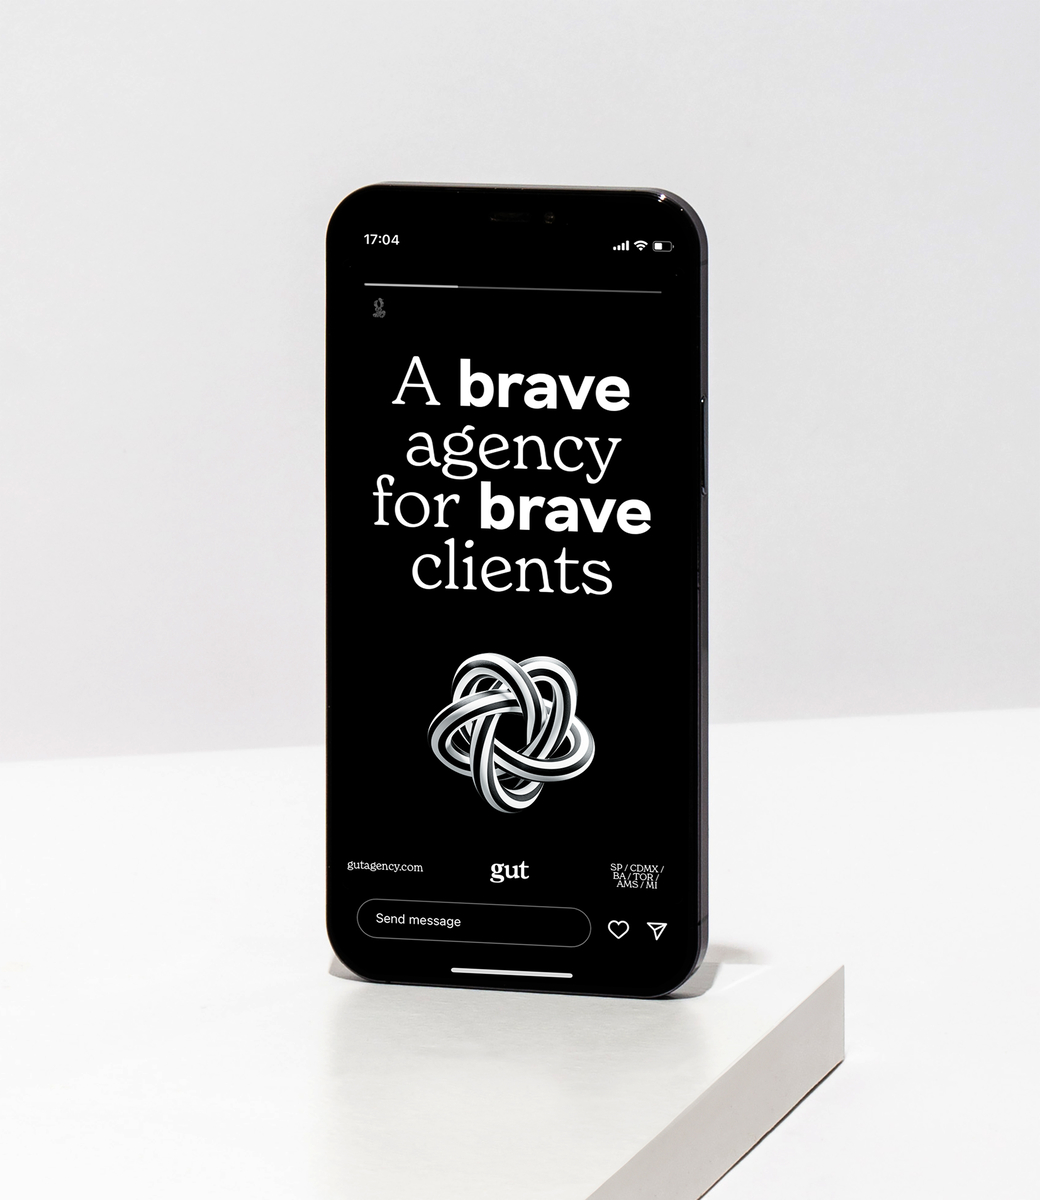 17:04
A brave
agency
for brave
clients
gutagency.com
gut
SP / CDMX /
BA / TOR /
AMS / MI
Send message